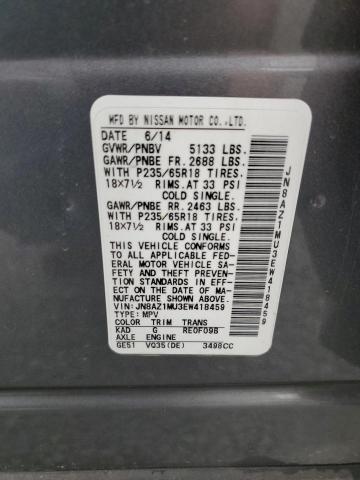 MFD BY NISSAN MOTOR CO.,LTD.
DATE 6/14
GVWR/PNBV 5133 LBS.
GAWR/PNBE FR. 2688 LBS.
WITH P235/65R18 TIRES.
18X7½ RIMS. AT 33 PSI
COLD SINGLE.
GAWR/PNBE RR. 2463 LBS.
WITH P235/65R18 TIRES.
18X7½ RIMS. AT 33 PSI
COLD SINGLE.
THIS VEHICLE CONFORMS
TO ALL APPLICABLE FED-
ERAL MOTOR VEHICLE SA-
FETY AND THEFT PREVENTION
STANDARDS IN EFFECT
ON THE DATE OF MA-
NUFACTURE SHOWN ABOVE.
VIN:JN8AZ1MU3EW418459
TYPE:MPV
COLOR TRIM TRANS
KAD G RE0F09B
AXLE ENGINE
GE51 VQ35(DE) 3498CC
JN8AZ1MU3EW418459